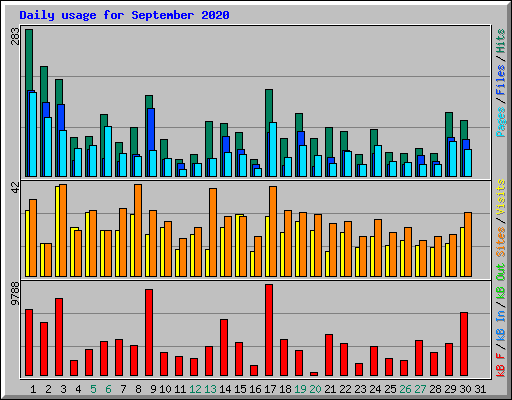 Daily usage for September 2020
283
Pages / Files / Hits
42
kB F / kB In / kB Out Sites / Visits
9788
1 2 3 4 5 6 7 8 9 10 11 12 13 14 15 16 17 18 19 20 21 22 23 24 25 26 27 28 29 30 31